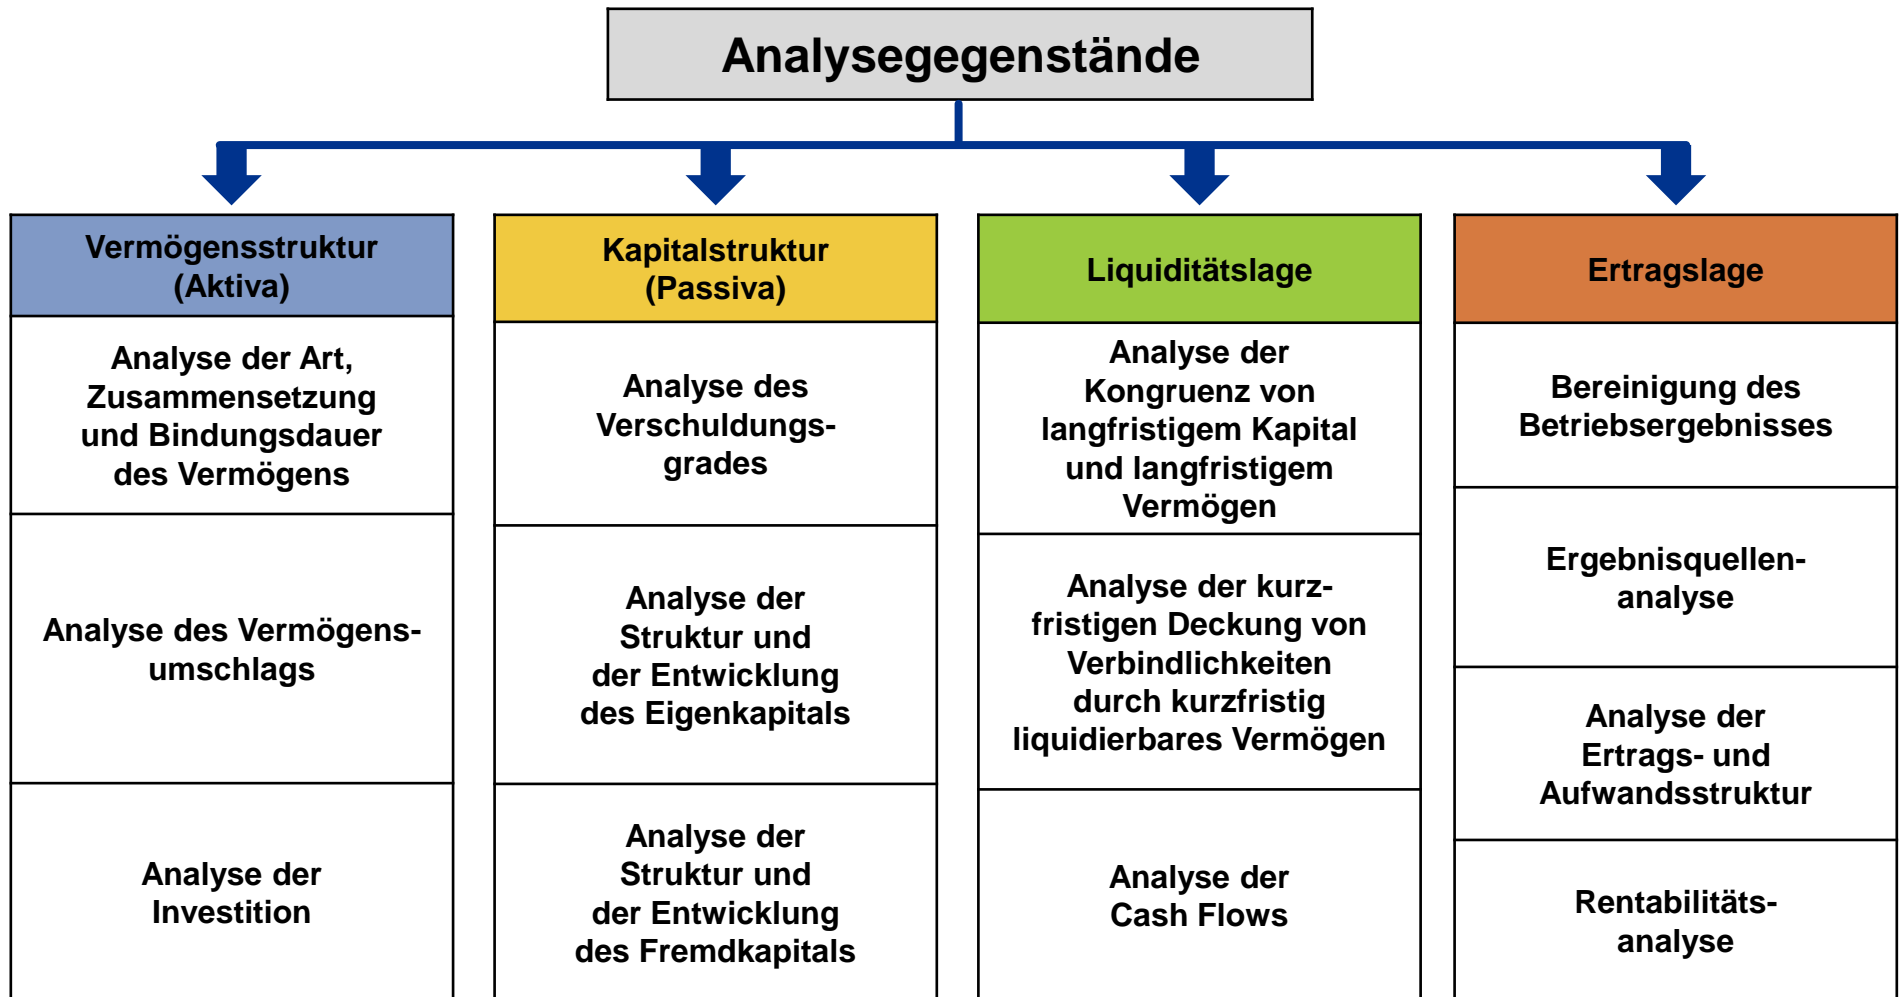 Analysegegenstände
Vermögensstruktur
(Aktiva)
Analyse der Art,
Zusammensetzung
und Bindungsdauer
des Vermögens
Analyse des Vermögens-
umschlags
Analyse der
Investition
Kapitalstruktur
(Passiva)
Analyse des
Verschuldungs-
grades
Analyse der
Struktur und
der Entwicklung
des Eigenkapitals
Analyse der
Struktur und
der Entwicklung
des Fremdkapitals
Liquiditätslage
Analyse der
Kongruenz von
langfristigem Kapital
und langfristigem
Vermögen
Analyse der kurz-
fristigen Deckung von
Verbindlichkeiten
durch kurzfristig
liquidierbares Vermögen
Analyse der
Cash Flows
Ertragslage
Bereinigung des
Betriebsergebnisses
Ergebnisquellen-
analyse
Analyse der
Ertrags- und
Aufwandsstruktur
Rentabilitäts-
analyse